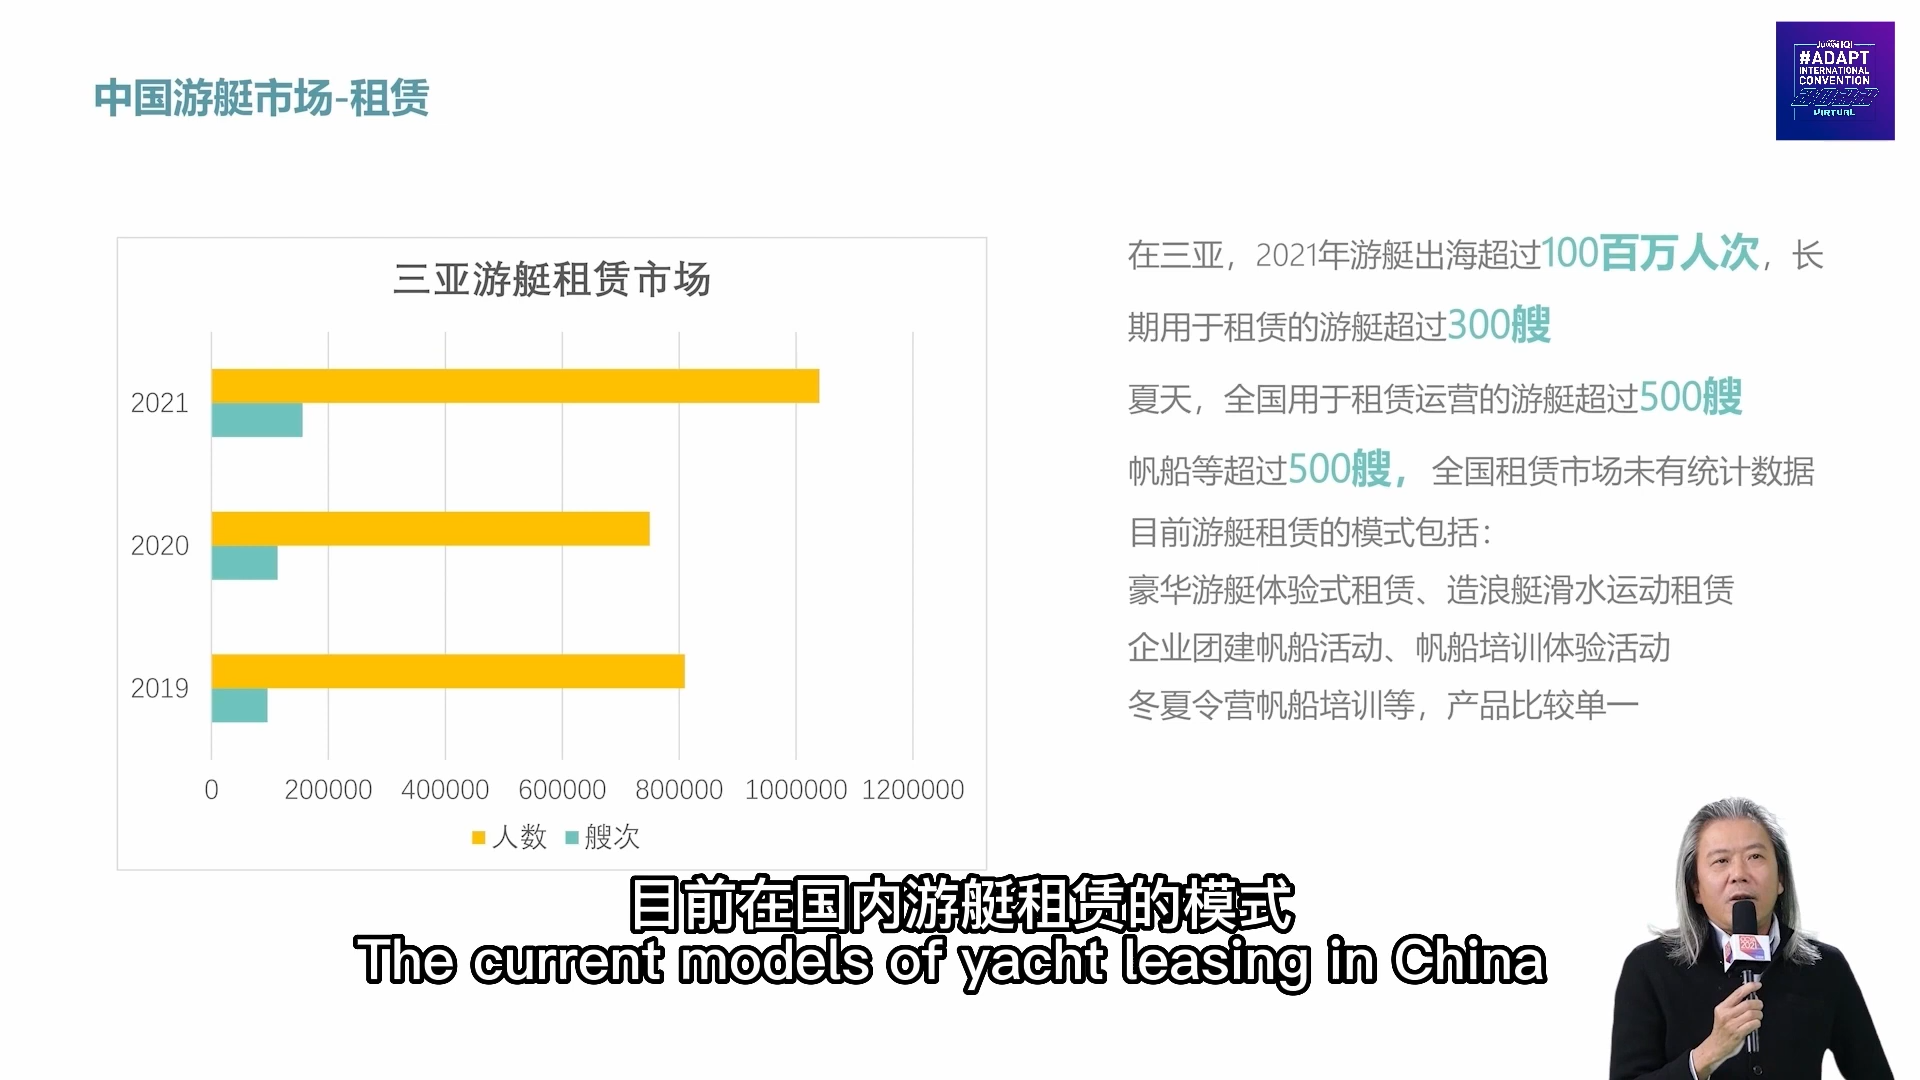 中国游艇市场-租赁
#ADAPT
INTERNATIONAL
CONVENTION
2022
VIRTUAL
三亚游艇租赁市场
2021
2020
2019
0 200000 400000 600000 800000 1000000 1200000
人数 艘次
在三亚，2021年游艇出海超过100百万人次，长
期用于租赁的游艇超过300艘
夏天，全国用于租赁运营的游艇超过500艘
帆船等超过500艘， 全国租赁市场未有统计数据
目前游艇租赁的模式包括：
豪华游艇体验式租赁、造浪艇滑水运动租赁
企业团建帆船活动、帆船培训体验活动
冬夏令营帆船培训等，产品比较单一
目前在国内游艇租赁的模式
The current models of yacht leasing in China